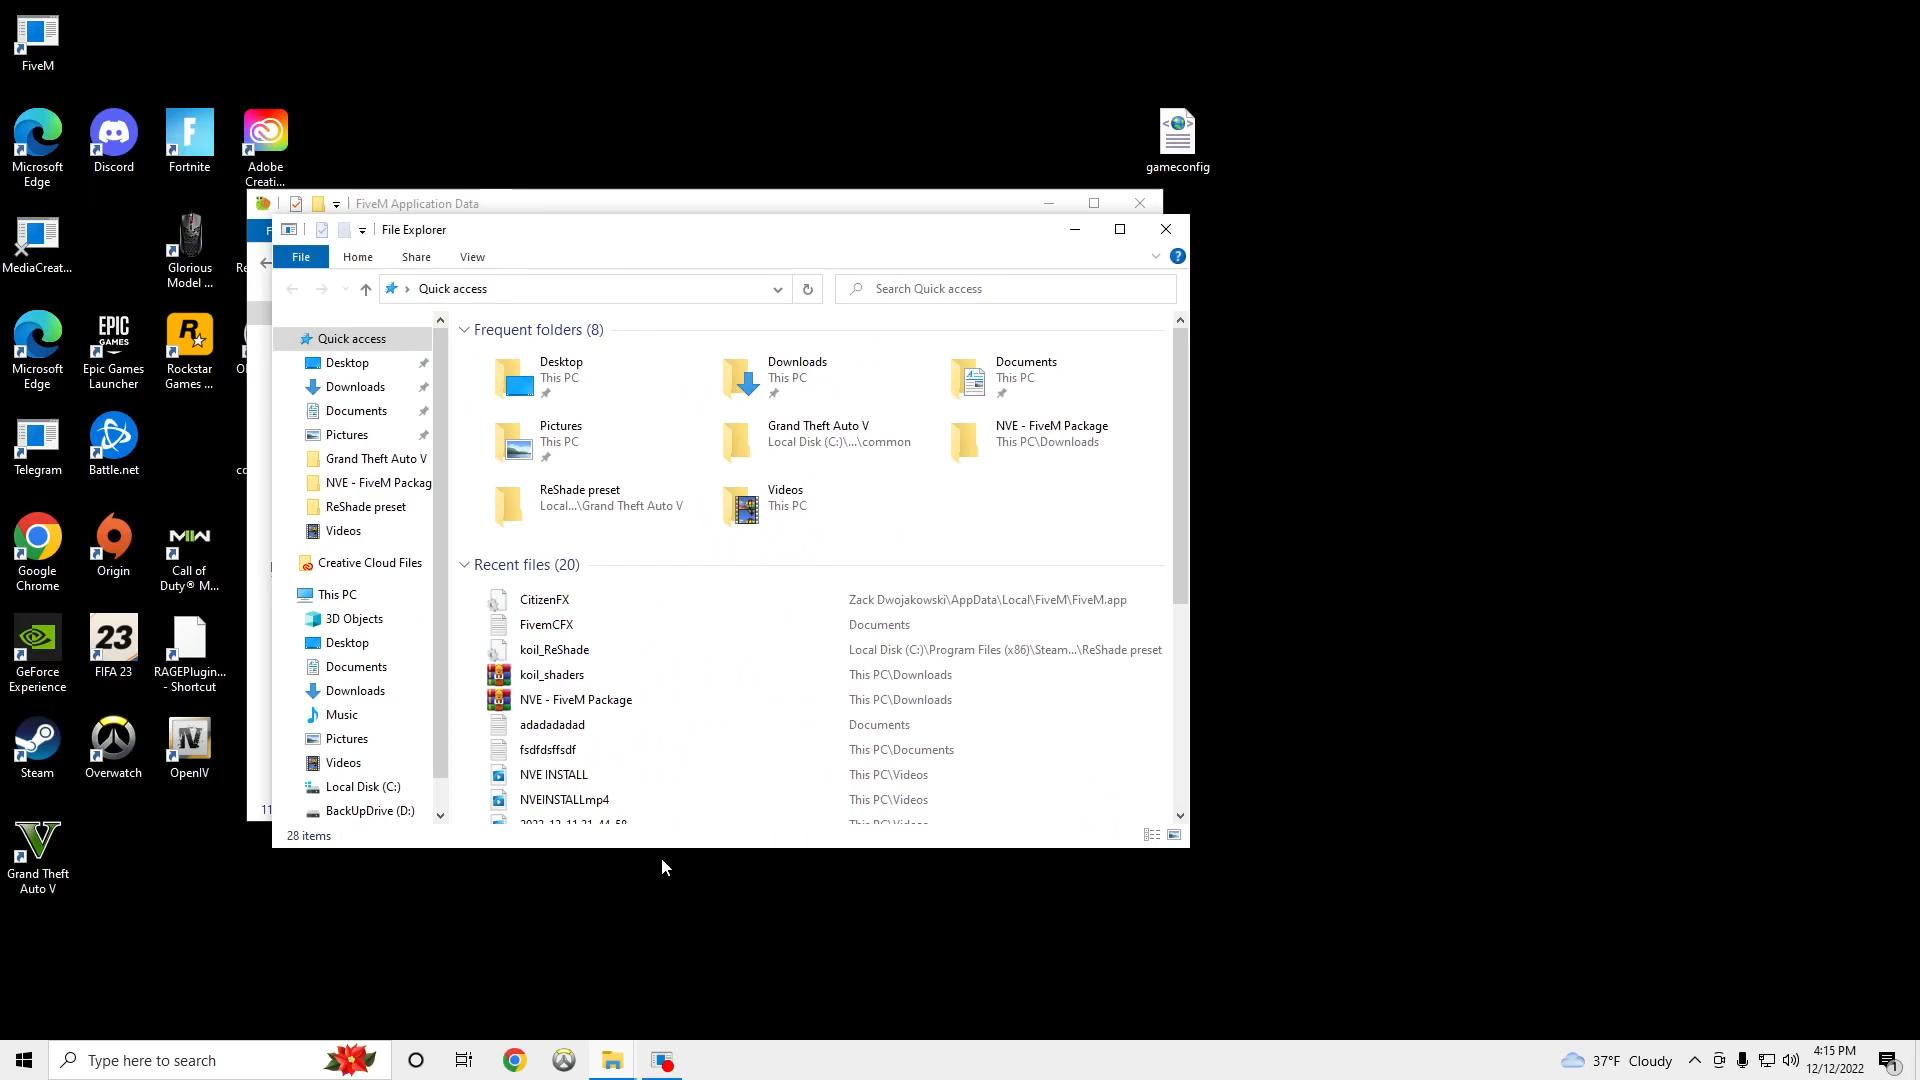 FiveM
Microsoft
Edge
Discord
Fortnite
Adobe
Creati...
gameconfig
MediaCreat...
Glorious
Model ...
Microsoft
Edge
Epic Games
Launcher
Rockstar
Games ...
Telegram
Battle.net
Google
Chrome
Origin
Call of
Duty® M...
GeForce
Experience
FIFA 23
RAGEPlugin...
- Shortcut
Steam
Overwatch
OpenIV
Grand Theft
Auto V
EPIC
GAMES
MWII
23
FiveM Application Data
File Explorer
File
Home
Share
View
Quick access
Search Quick access
Quick access
Desktop
Downloads
Documents
Pictures
Grand Theft Auto V
NVE - FiveM Packag
ReShade preset
Videos
Creative Cloud Files
This PC
3D Objects
Desktop
Documents
Downloads
Music
Pictures
Videos
Local Disk (C:)
BackUpDrive (D:)
Frequent folders (8)
Desktop
This PC
Downloads
This PC
Documents
This PC
Pictures
This PC
Grand Theft Auto V
Local Disk (C:)\...\common
NVE - FiveM Package
This PC\Downloads
ReShade preset
Local...\Grand Theft Auto V
Videos
This PC
Recent files (20)
CitizenFX
Zack Dwojakowski\AppData\Local\FiveM\FiveM.app
FivemCFX
Documents
koil_ReShade
Local Disk (C:)\Program Files (x86)\Steam...\ReShade preset
koil_shaders
This PC\Downloads
NVE - FiveM Package
This PC\Downloads
adadadadad
Documents
fsdfdsffsdf
This PC\Documents
NVE INSTALL
This PC\Videos
NVEINSTALLmp4
This PC\Videos
28 items
Type here to search
37°F Cloudy
4:15 PM
12/12/2022
1